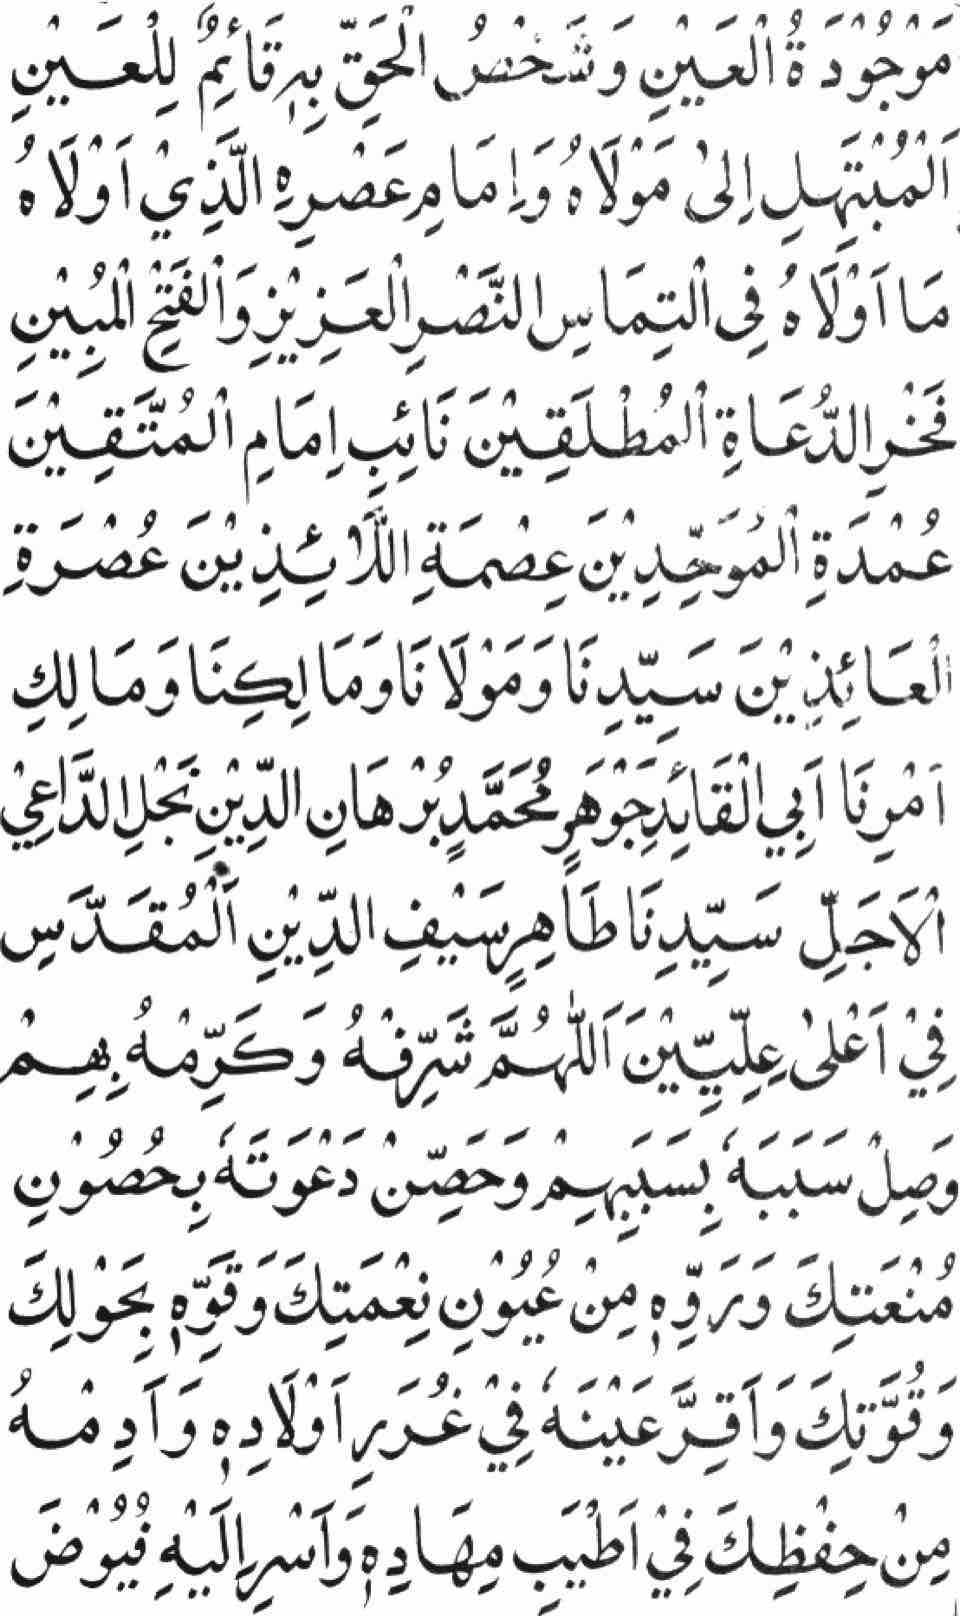 مَوْجُوْدَةُ الْعَيْنِ وَشَخْصُ الْحَقِّ بِهٖ قَائِمٌ لِلْعَيْنِ
اَلْمُبْتَهِلِ اِلىٰ مَوْلَاهُ وَاِمَامِ عَصْرِهِ الَّذِيْ اَوْلَاهُ
مَا اَوْلَاهُ فِى الْتِمَاسِ النَّصْرِ الْعَزِيْزِ وَالْفَتْحِ الْمُبِيْنِ
فَخْرِ الدُّعَاةِ الْمُطْلَقِيْنَ نَائِبِ اِمَامِ الْمُتَّقِيْنَ
عُمْدَةِ الْمُوَحِّدِيْنَ عِصْمَةِ اللَّائِذِيْنَ عُصْرَةِ
الْعَائِذِيْنَ سَيِّدِنَا وَمَوْلَانَا وَمَالِكِنَا وَمَالِكِ
اَمْرِنَا اَبِي الْقَائِدِ جَوْهَرٍ مُحَمَّدٍ بُرْهَانِ الدِّيْنِ نَجْلِ الدَّاعِيْ
الْاَجَلِّ سَيِّدِنَا طَاهِرٍ سَيْفِ الدِّيْنِ اَلْمُقَدَّسِ
فِيْ اَعْلىٰ عِلِّيِّيْنَ اَللّٰهُمَّ شَرِّفْهُ وَكَرِّمْهُ بِهِمْ
وَصِلْ سَبَبَهٗ بِسَبَبِهِمْ وَحَصِّنْ دَعْوَتَهٗ بِحُصُوْنِ
مُنْعَتِكَ وَرَوِّهٖ مِنْ عُيُوْنِ نِعْمَتِكَ وَقَوِّهٖ بِحَوْلِكَ
وَقُوَّتِكَ وَاَقِرَّ عَيْنَهٗ فِيْ غُرَرِ اَوْلَادِهٖ وَاَدِمْهُ
مِنْ حِفْظِكَ فِيْ اَطْيَبِ مِهَادِهٖ وَاَسْرِ اِلَيْهِ فُيُوْضَ